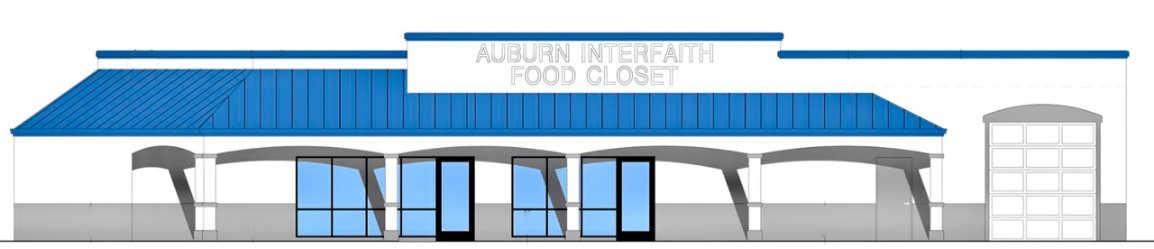 AUBURN INTERFAITH
FOOD CLOSET